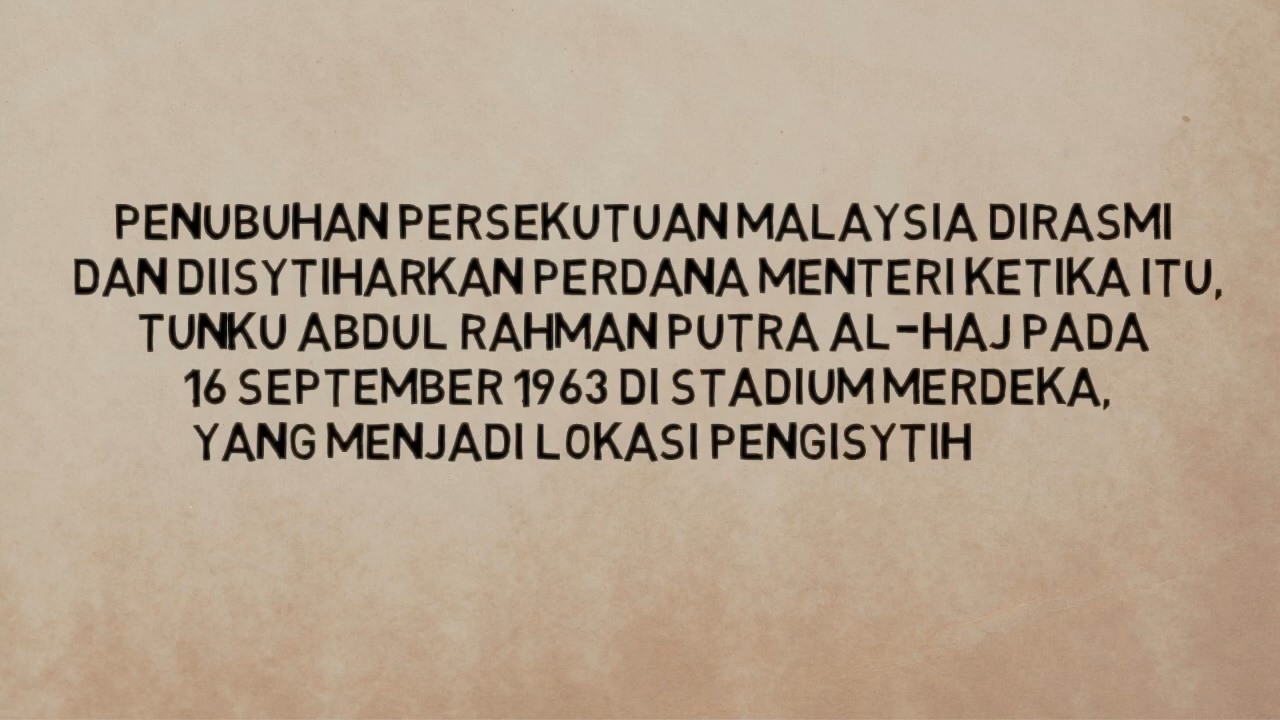 PENUBUHAN PERSEKUTUAN MALAYSIA DIRASMI
DAN DIISYTIHARKAN PERDANA MENTERI KETIKA ITU,
TUNKU ABDUL RAHMAN PUTRA AL-HAJ PADA
16 SEPTEMBER 1963 DI STADIUM MERDEKA,
YANG MENJADI LOKASI PENGISYTIH